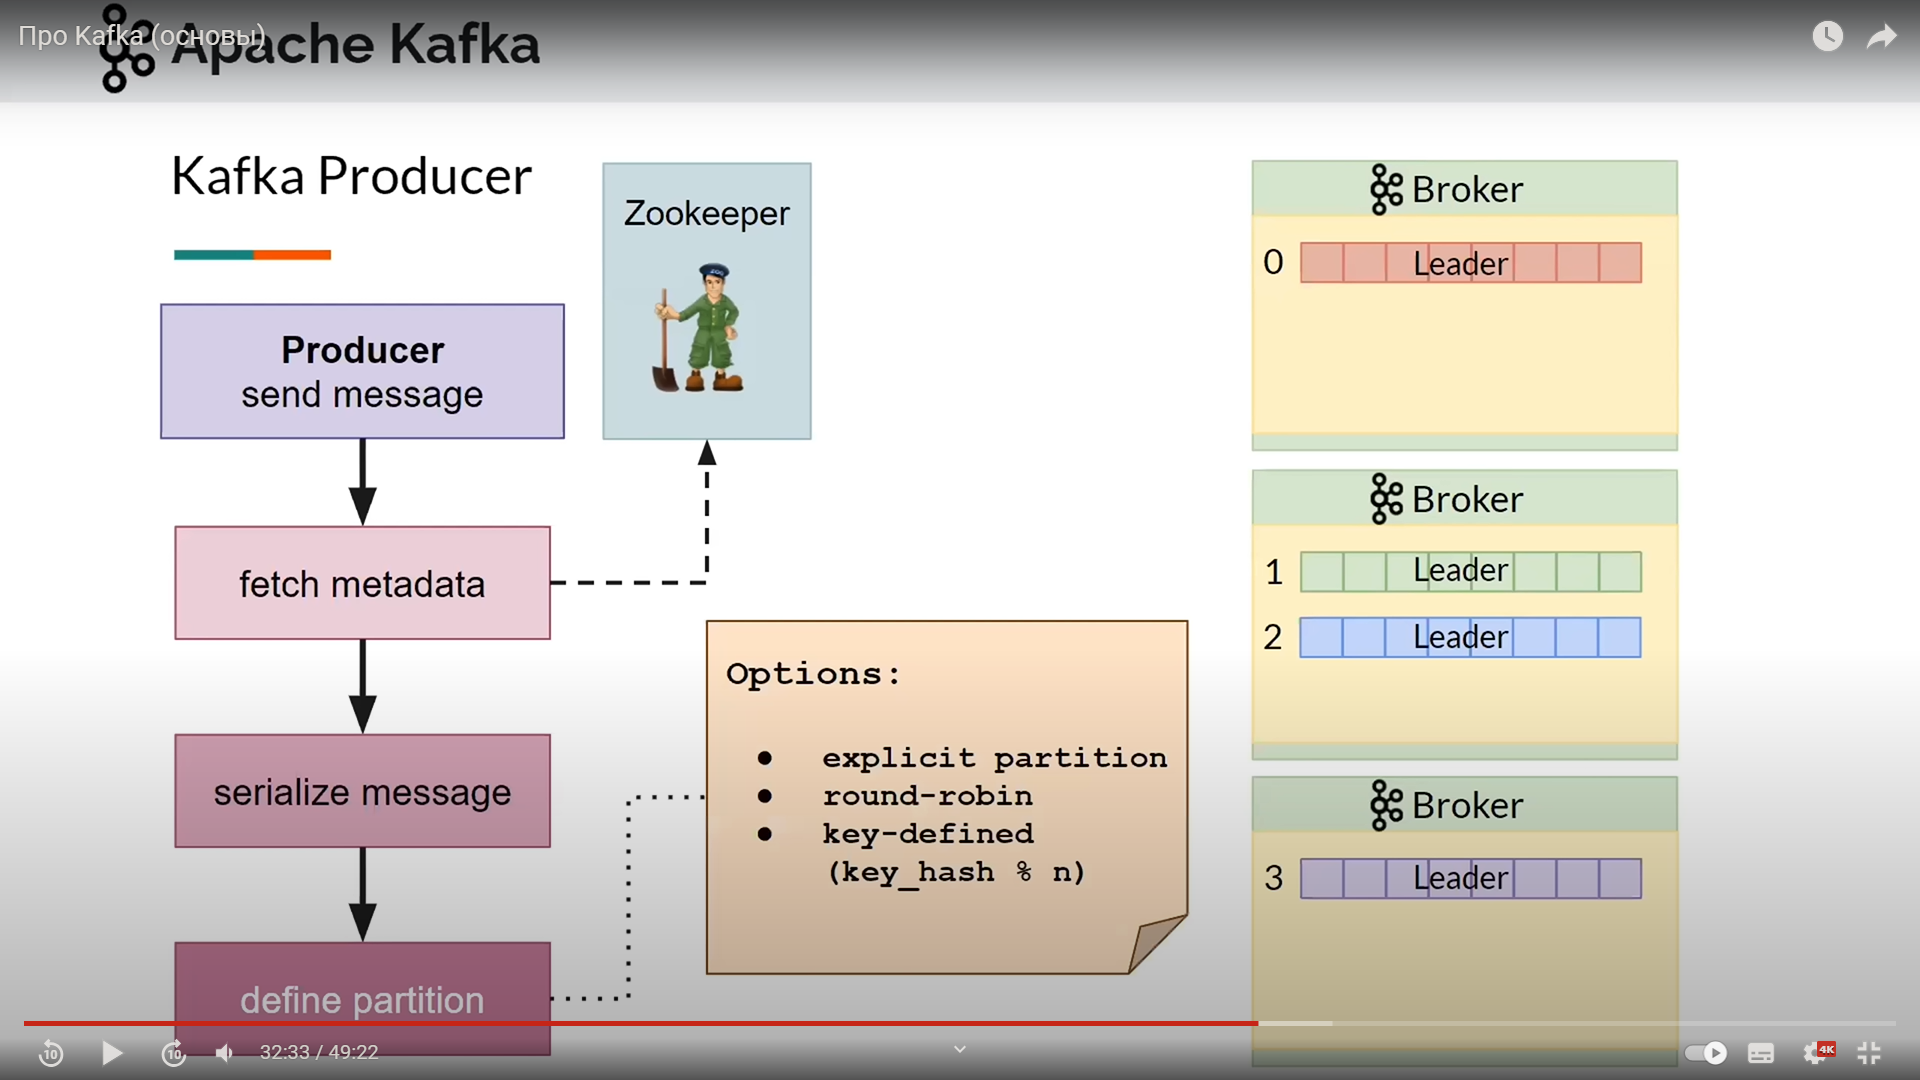 Про Kafka (основы)
Apache Kafka
Kafka Producer
Producer
send message
fetch metadata
serialize message
define partition
Zookeeper
Options:
● explicit partition
● round-robin
● key-defined
(key_hash % n)
Broker
0 Leader
Broker
1 Leader
2 Leader
Broker
3 Leader
10
10
32:33 / 49:22
4K